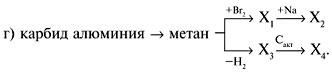 +Br₂ X₁ +Na X₂
г) карбид алюминия → метан
−H₂ X₃ Cакт X₄.